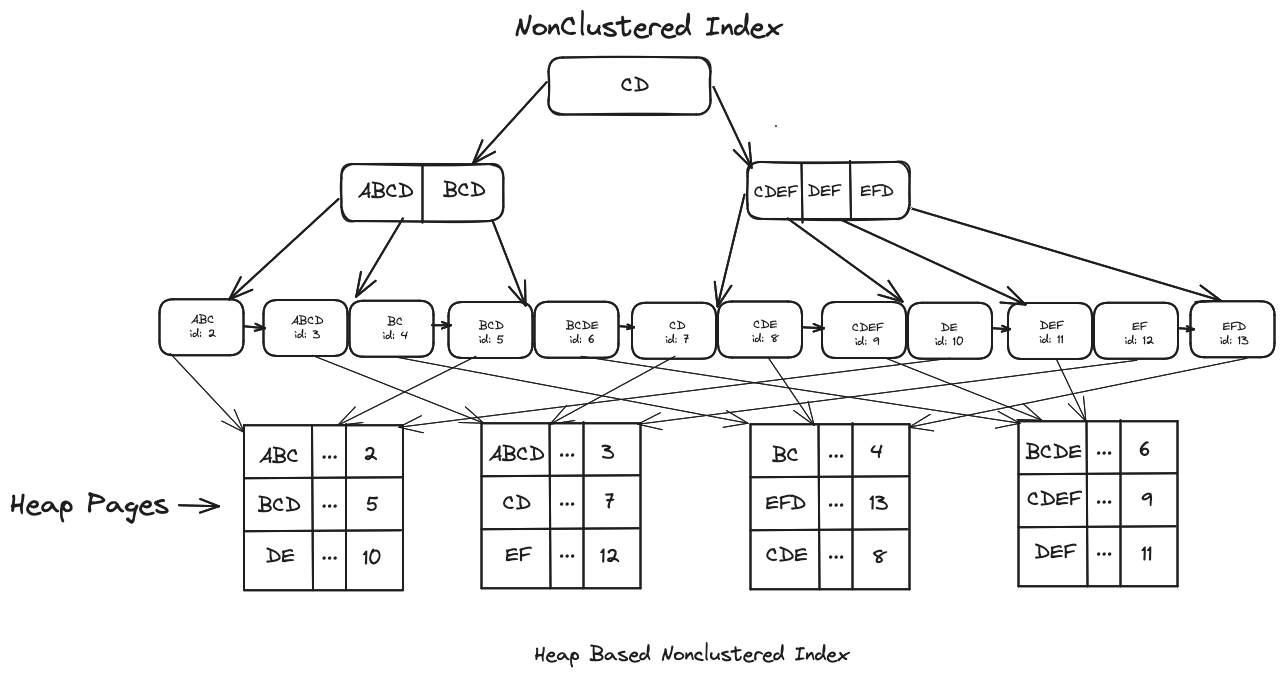 NonClustered Index
CD
ABCD BCD
CDEF DEF EFD
ABC
id: 2
ABCD
id: 3
BC
id: 4
BCD
id: 5
BCDE
id: 6
CD
id: 7
CDE
id: 8
CDEF
id: 9
DE
id: 10
DEF
id: 11
EF
id: 12
EFD
id: 13
Heap Pages
ABC ... 2
BCD ... 5
DE ... 10
ABCD ... 3
CD ... 7
EF ... 12
BC ... 4
EFD ... 13
CDE ... 8
BCDE ... 6
CDEF ... 9
DEF ... 11
Heap Based Nonclustered Index